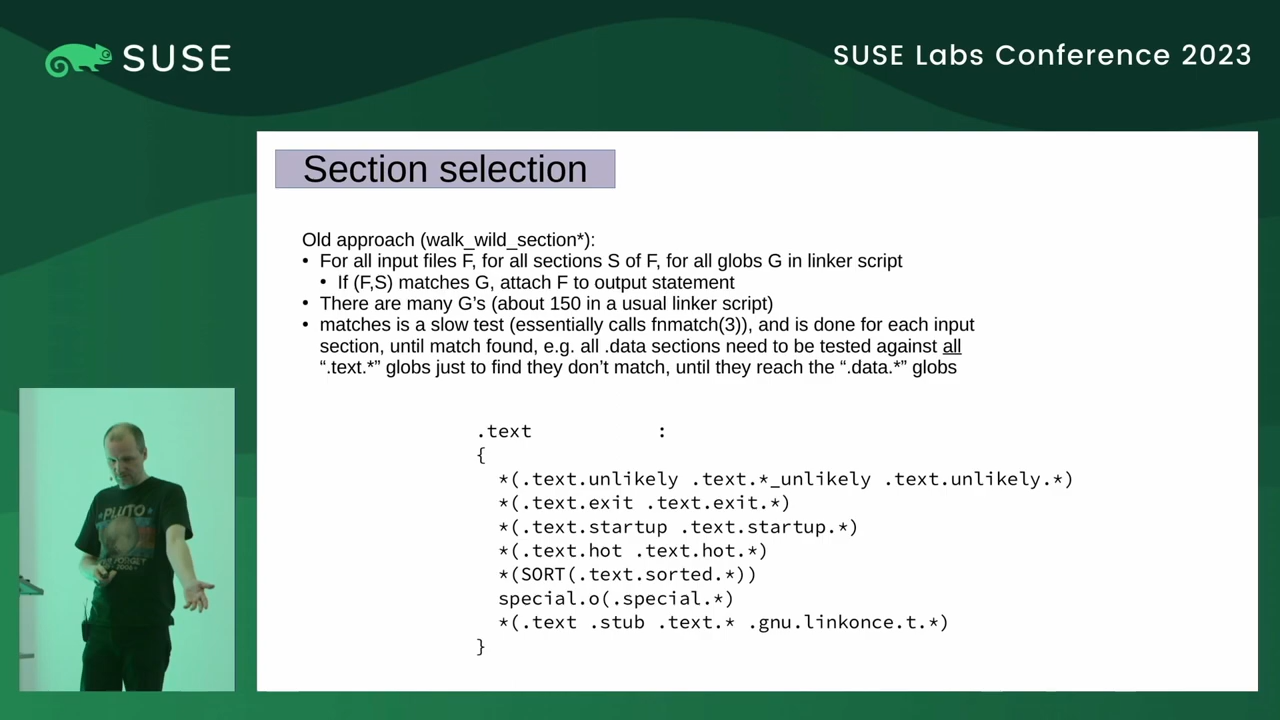 SUSE
SUSE Labs Conference 2023
Section selection
Old approach (walk_wild_section*):
• For all input files F, for all sections S of F, for all globs G in linker script
• If (F,S) matches G, attach F to output statement
• There are many G’s (about 150 in a usual linker script)
• matches is a slow test (essentially calls fnmatch(3)), and is done for each input
section, until match found, e.g. all .data sections need to be tested against all
“.text.*” globs just to find they don’t match, until they reach the “.data.*” globs
.text :
{
*(.text.unlikely .text.*_unlikely .text.unlikely.*)
*(.text.exit .text.exit.*)
*(.text.startup .text.startup.*)
*(.text.hot .text.hot.*)
*(SORT(.text.sorted.*))
special.o(.special.*)
*(.text .stub .text.* .gnu.linkonce.t.*)
}
PLUTO